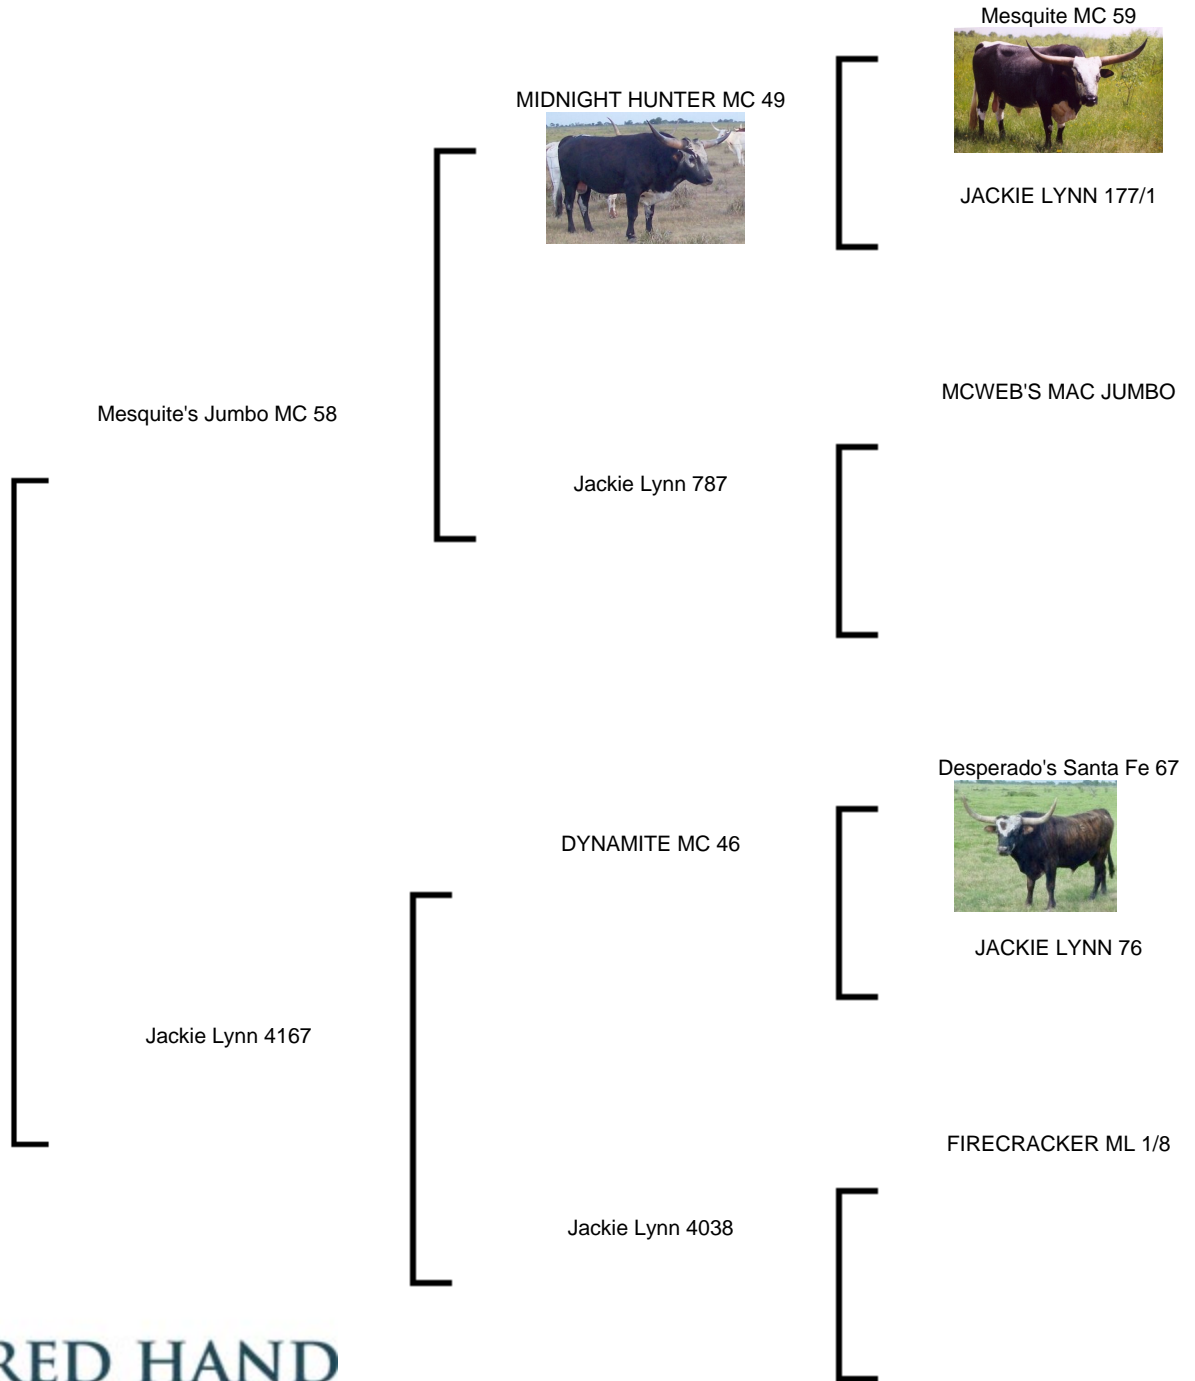 Mesquite MC 59
MIDNIGHT HUNTER MC 49
JACKIE LYNN 177/1
MCWEB'S MAC JUMBO
Mesquite's Jumbo MC 58
Jackie Lynn 787
Desperado's Santa Fe 67
DYNAMITE MC 46
JACKIE LYNN 76
Jackie Lynn 4167
FIRECRACKER ML 1/8
Jackie Lynn 4038
RED HAND